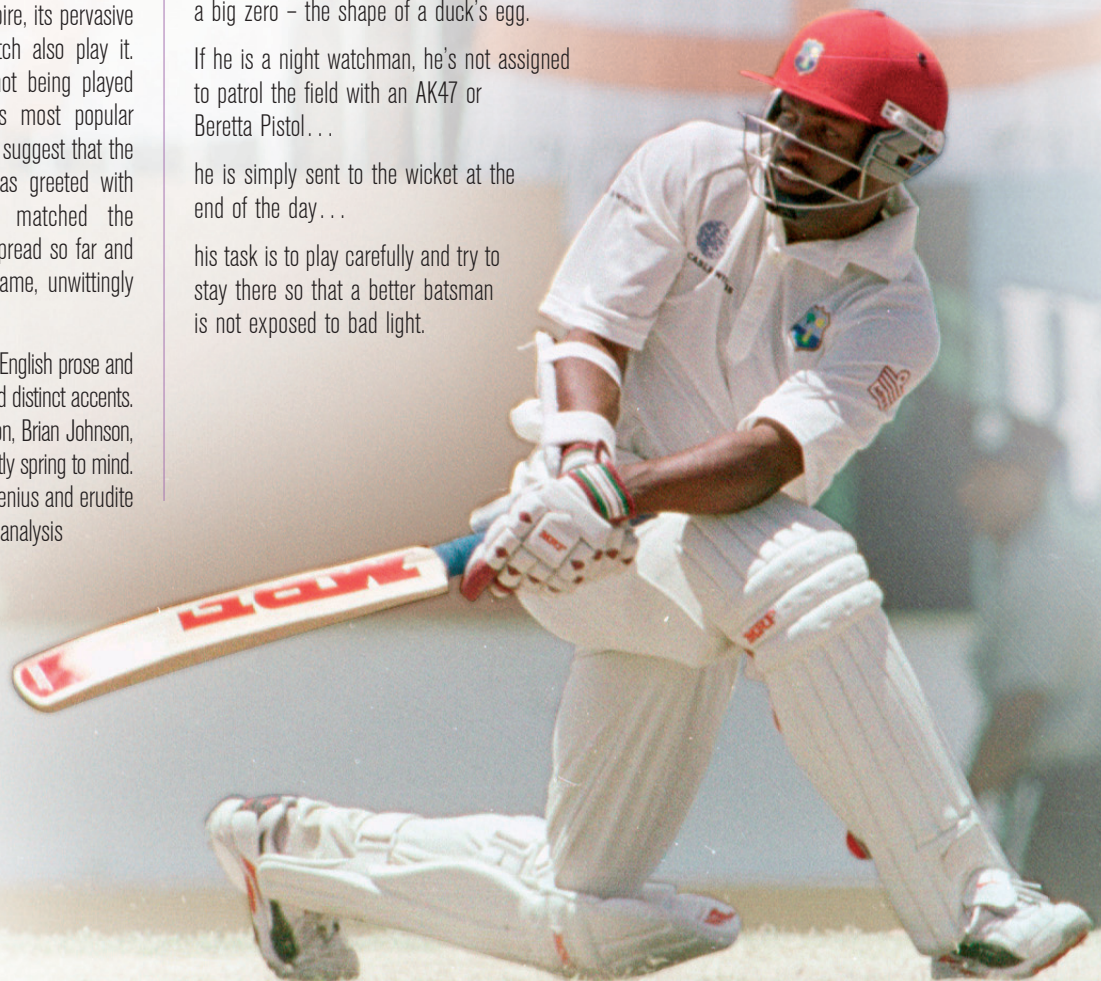 pire, its pervasive
tch also play it.
not being played
s most popular
suggest that the
as greeted with
matched the
pread so far and
ame, unwittingly
English prose and
d distinct accents.
on, Brian Johnson,
tly spring to mind.
enius and erudite
analysis
a big zero – the shape of a duck's egg.
If he is a night watchman, he's not assigned
to patrol the field with an AK47 or
Beretta Pistol...
he is simply sent to the wicket at the
end of the day...
his task is to play carefully and try to
stay there so that a better batsman
is not exposed to bad light.
MRF
MRF
MRF